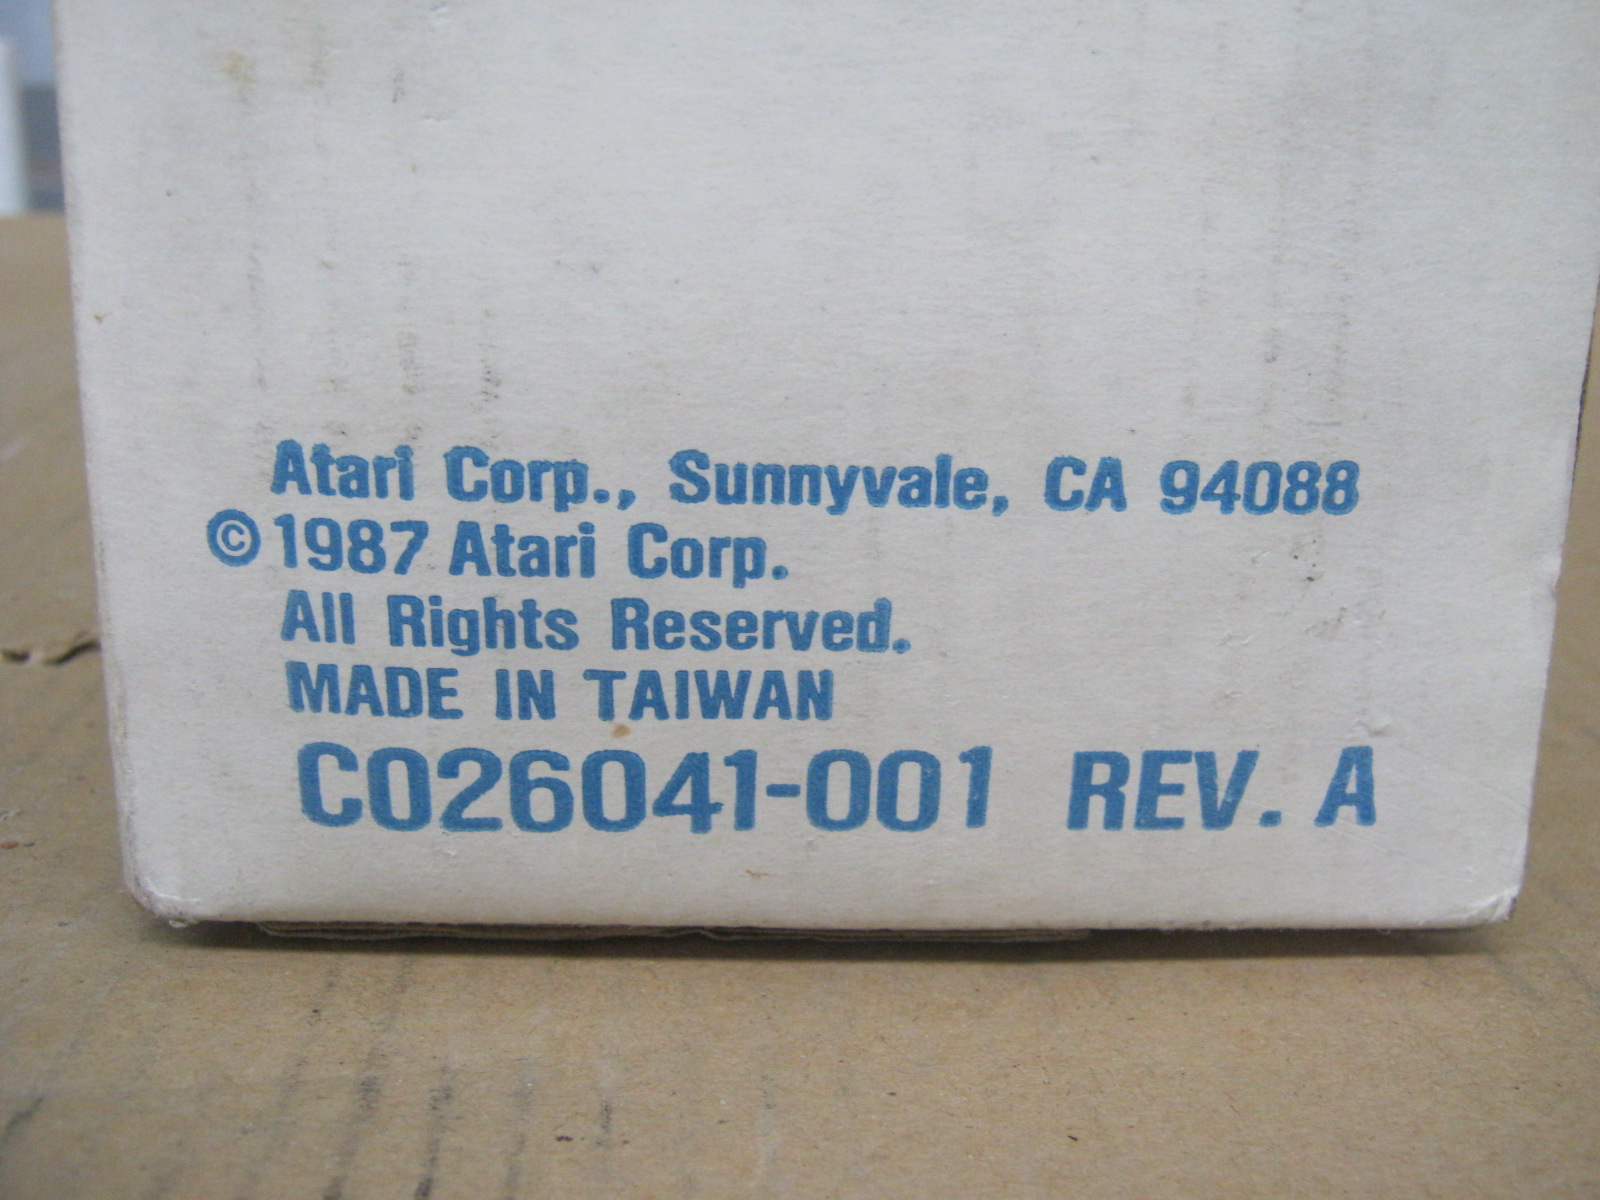 Atari Corp., Sunnyvale, CA 94088
©1987 Atari Corp.
All Rights Reserved.
MADE IN TAIWAN
C026041-001 REV. A